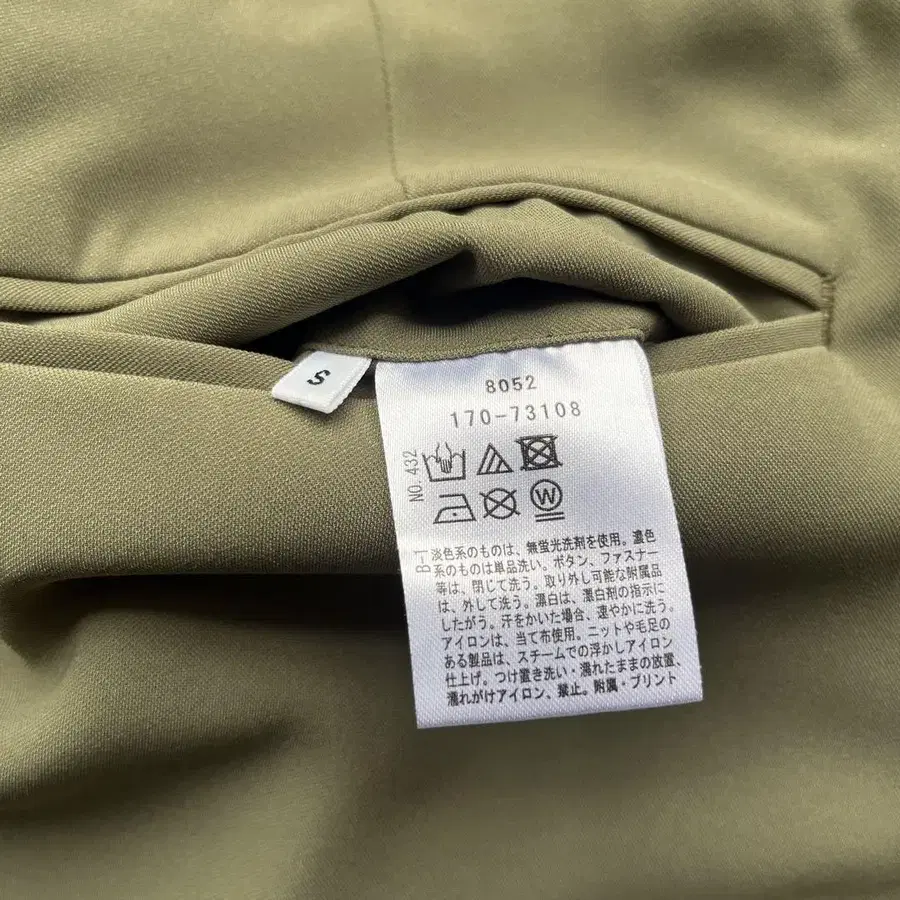 S
8052
170-73108
NO. 432
W
B-1
淡色系のものは、無蛍光洗剤を使用。濃色
系のものは単品洗い。ボタン、ファスナー
等は、閉じて洗う。取り外し可能な附属品
は、外して洗う。漂白は、漂白剤の指示に
したがう。汗をかいた場合、速やかに洗う。
アイロンは、当て布使用。ニットや毛足の
ある製品は、スチームでの浮かしアイロン
仕上げ。つけ置き洗い・濡れたままの放置、
濡れがけアイロン、禁止。附属・プリント